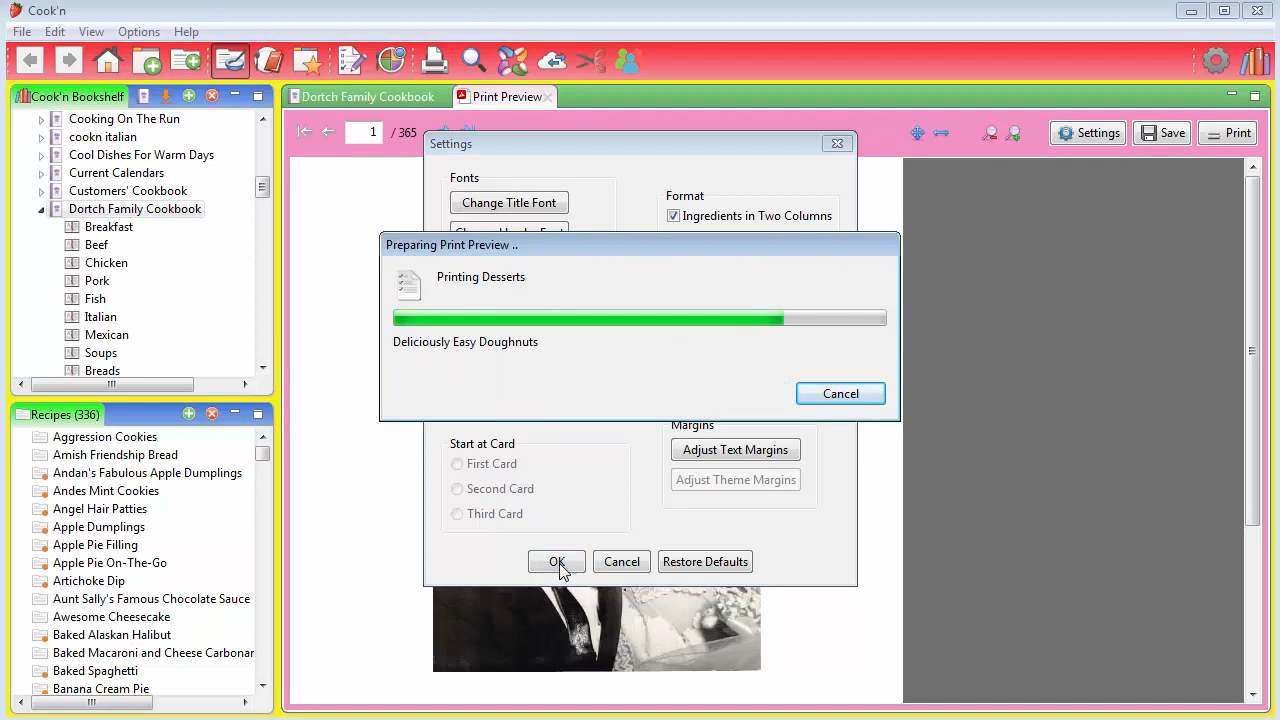 Cook'n
File Edit View Options Help
Cook'n Bookshelf
Cooking On The Run
cookn italian
Cool Dishes For Warm Days
Current Calendars
Customers' Cookbook
Dortch Family Cookbook
Breakfast
Beef
Chicken
Pork
Fish
Italian
Mexican
Soups
Breads
Recipes (336)
Aggression Cookies
Amish Friendship Bread
Andan's Fabulous Apple Dumplings
Andes Mint Cookies
Angel Hair Patties
Apple Dumplings
Apple Pie Filling
Apple Pie On-The-Go
Artichoke Dip
Aunt Sally's Famous Chocolate Sauce
Awesome Cheesecake
Baked Alaskan Halibut
Baked Macaroni and Cheese Carbonar
Baked Spaghetti
Banana Cream Pie
Dortch Family Cookbook Print Preview
1 / 365 Settings Save Print
Settings
Fonts
Change Title Font
Format
Ingredients in Two Columns
Preparing Print Preview ..
Printing Desserts
Deliciously Easy Doughnuts
Cancel
Start at Card
First Card
Second Card
Third Card
Margins
Adjust Text Margins
Adjust Theme Margins
OK Cancel Restore Defaults